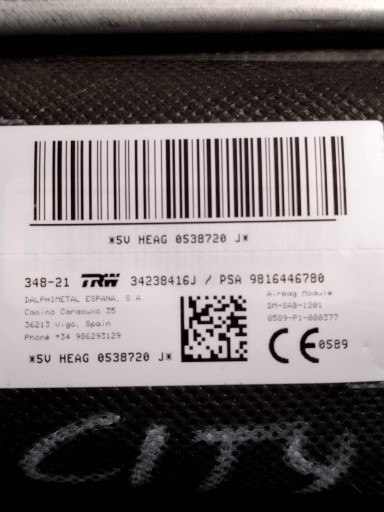 *5V HEAG 0538720 J*
348-21 TRW 34238416J / PSA 9816446780
DALPHIMETAL ESPANA, S A
Camino Caramuxo 35
36213 Vigo, Spain
Phone +34 986293129
*5V HEAG 0538720 J*
Airbag Module
DM-SAB-1201
0589-P1-000377
CE 0589
CITY